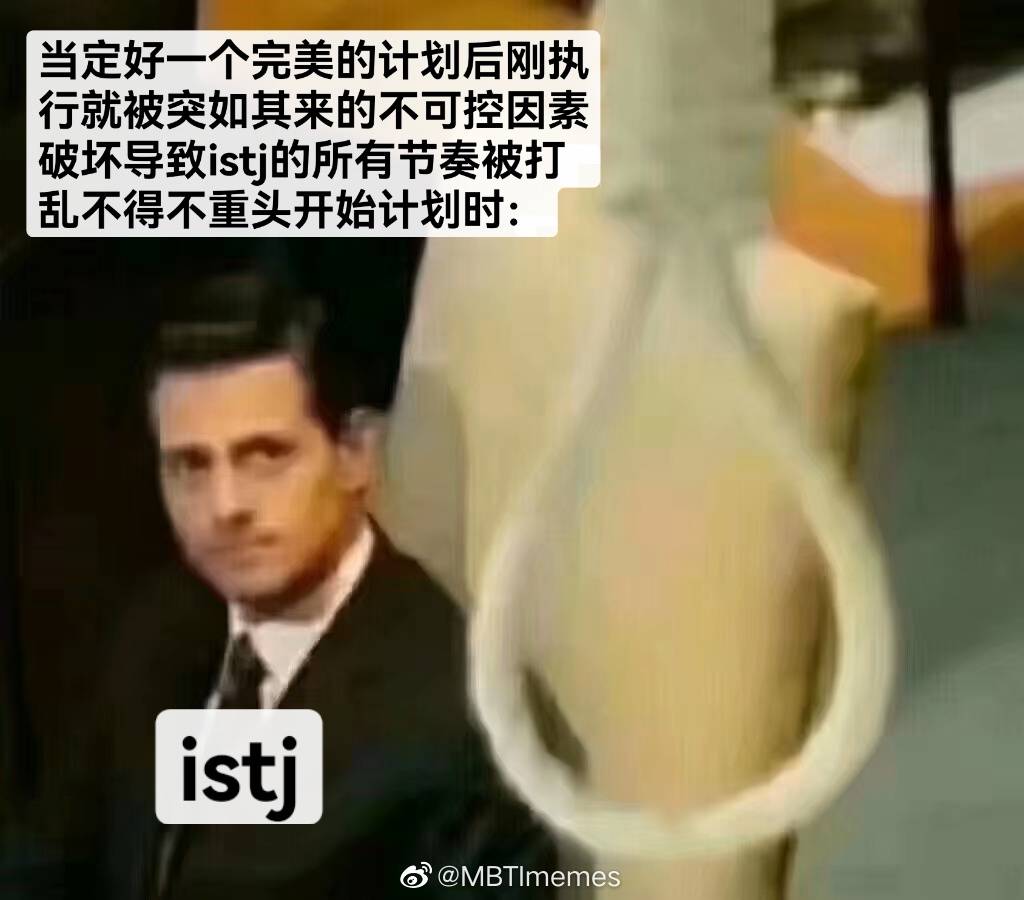 当定好一个完美的计划后刚执
行就被突如其来的不可控因素
破坏导致istj的所有节奏被打
乱不得不重头开始计划时：
istj
@MBTImemes